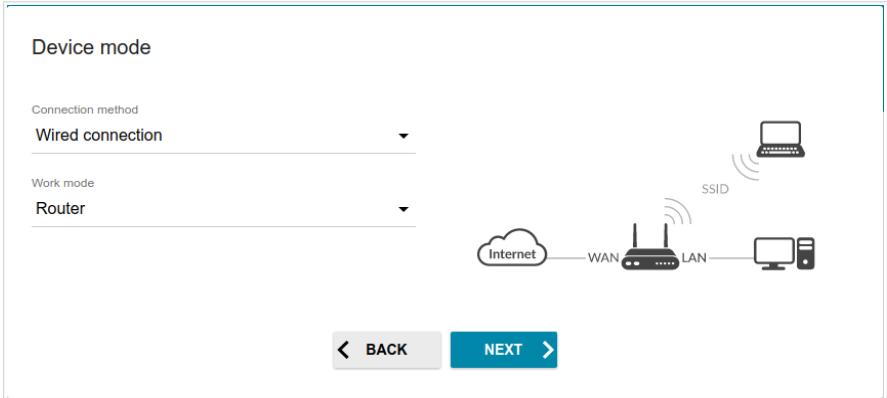 Device mode
Connection method
Wired connection
Work mode
Router
SSID
Internet
WAN
LAN
BACK
NEXT